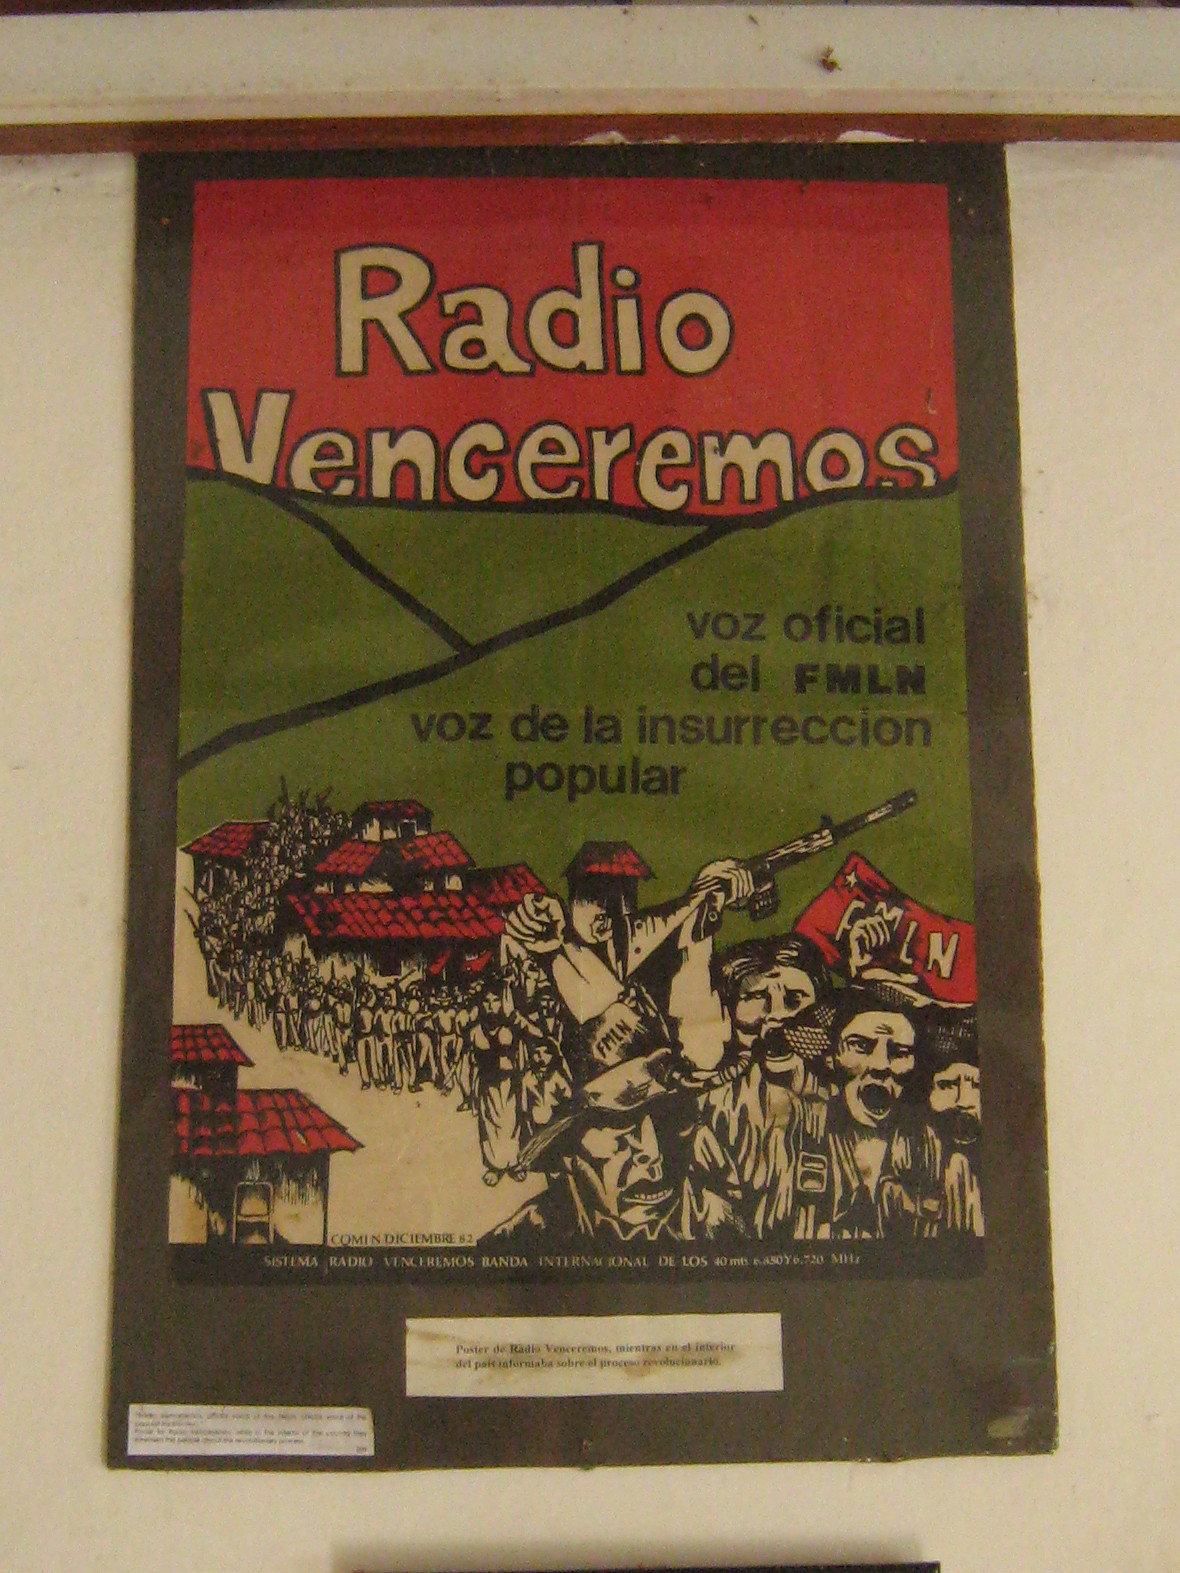 Radio
Venceremos
voz oficial
del FMLN
voz de la insurreccion
popular
FMLN
FMLN
COMIN DICIEMBRE 82
SISTEMA RADIO VENCEREMOS BANDA INTERNACIONAL DE LOS 40 mts 6.850 Y 6.720 MHz
Poster de Radio Venceremos, mientras en el interior
del país informaba sobre el proceso revolucionario.